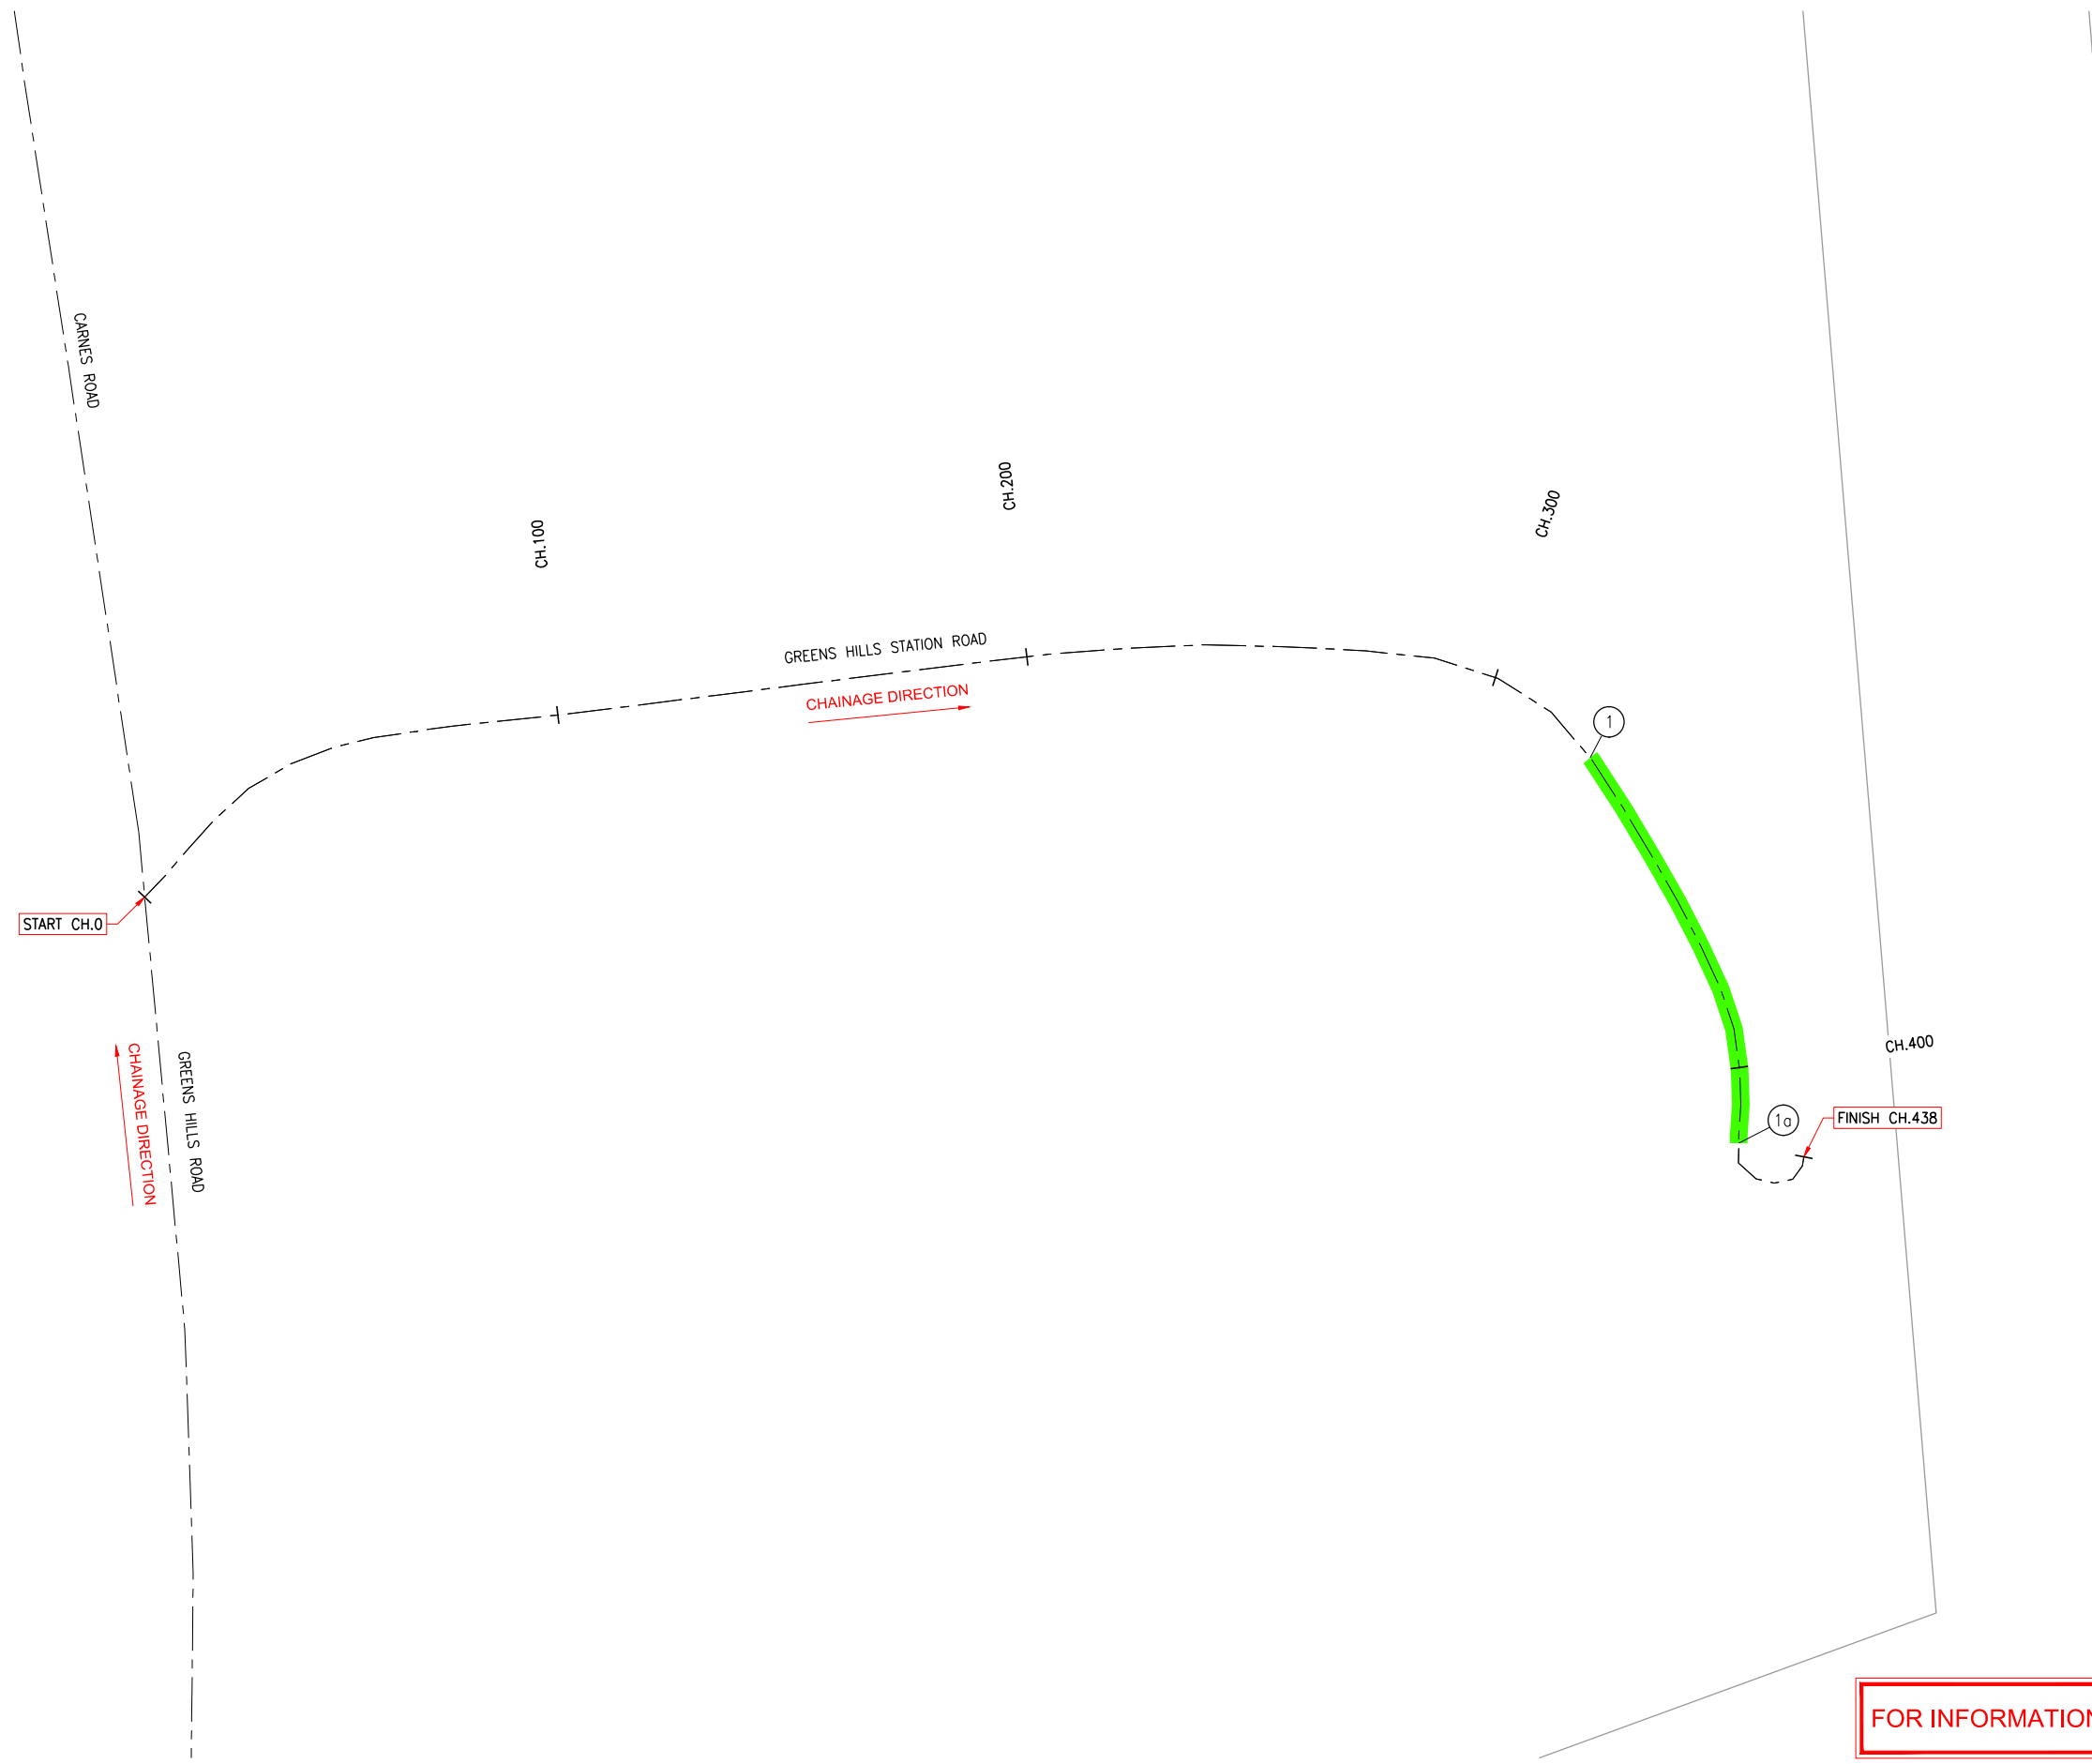 CARNES ROAD
CH.100
CH.200
CH.300
GREENS HILLS STATION ROAD
CHAINAGE DIRECTION
1
START CH.0
CHAINAGE DIRECTION
GREENS HILLS ROAD
CH.400
1a
FINISH CH.438
FOR INFORMATION